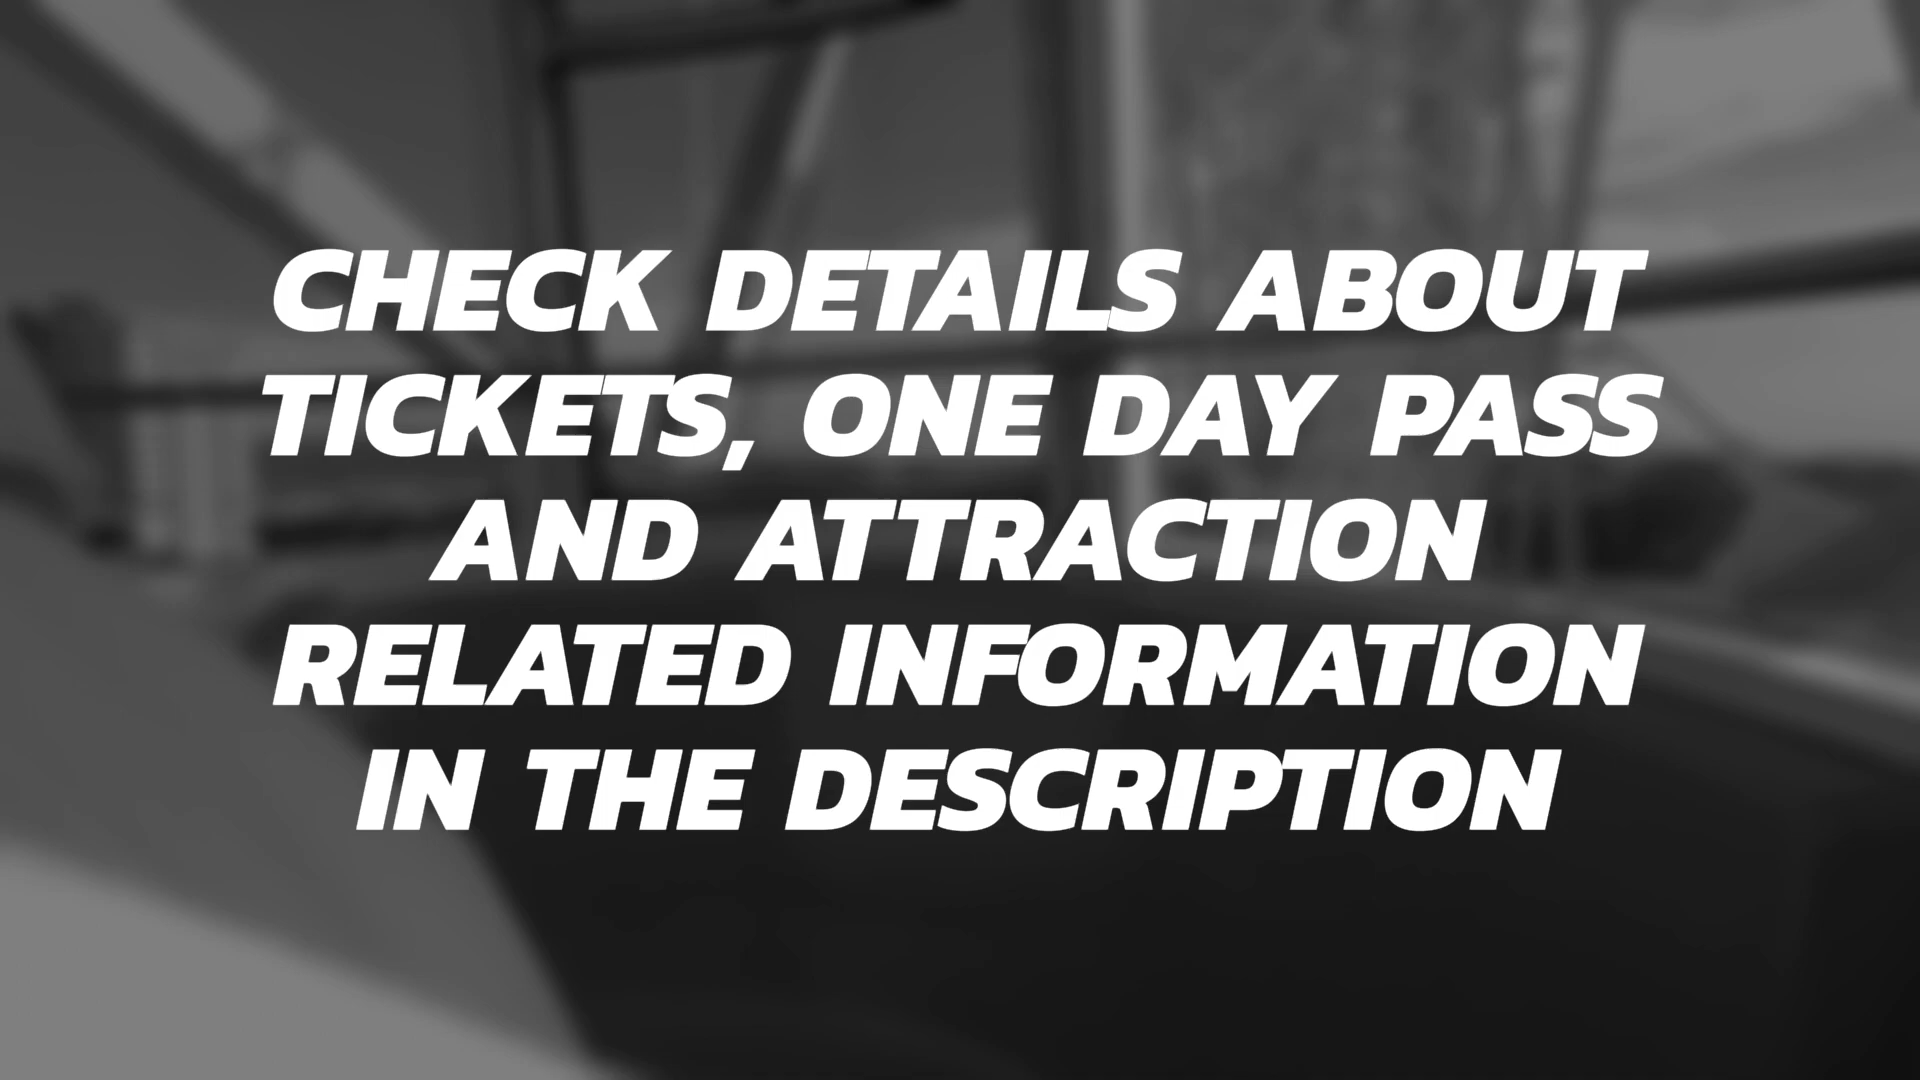 CHECK DETAILS ABOUT
TICKETS, ONE DAY PASS
AND ATTRACTION
RELATED INFORMATION
IN THE DESCRIPTION